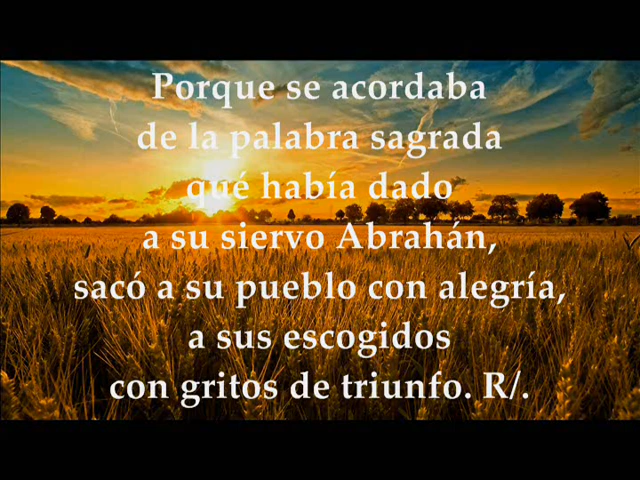 Porque se acordaba
de la palabra sagrada
qué había dado
a su siervo Abrahán,
sacó a su pueblo con alegría,
a sus escogidos
con gritos de triunfo. R/.